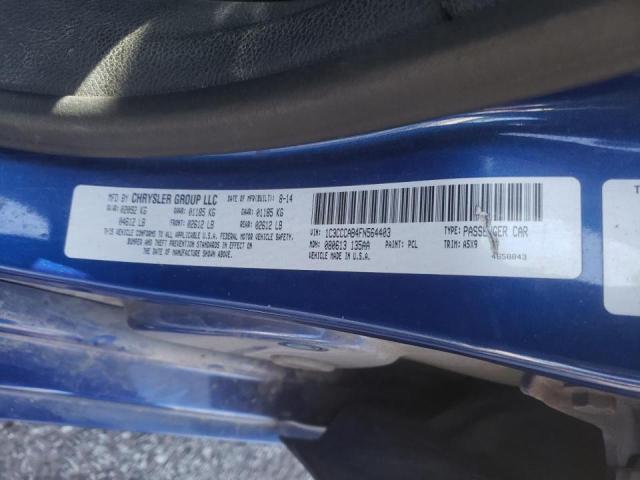 MFD BY CHRYSLER GROUP LLC DATE OF MFR(BUILT): 8-14
GVWR: 02092 KG GAWR: 01185 KG GAWR: 01185 KG
04612 LB FRONT: 02612 LB REAR: 02612 LB
THIS VEHICLE CONFORMS TO ALL APPLICABLE U.S.A. FEDERAL MOTOR VEHICLE SAFETY,
BUMPER, AND THEFT PREVENTION STANDARDS IN EFFECT ON
THE DATE OF MANUFACTURE SHOWN ABOVE.
VIN: 1C3CCCAB4FN564403 TYPE: PASSENGER CAR
MDH: 080613 135AA PAINT: PCL TRIM: A5X9
VEHICLE MADE IN U.S.A. 4658043
T